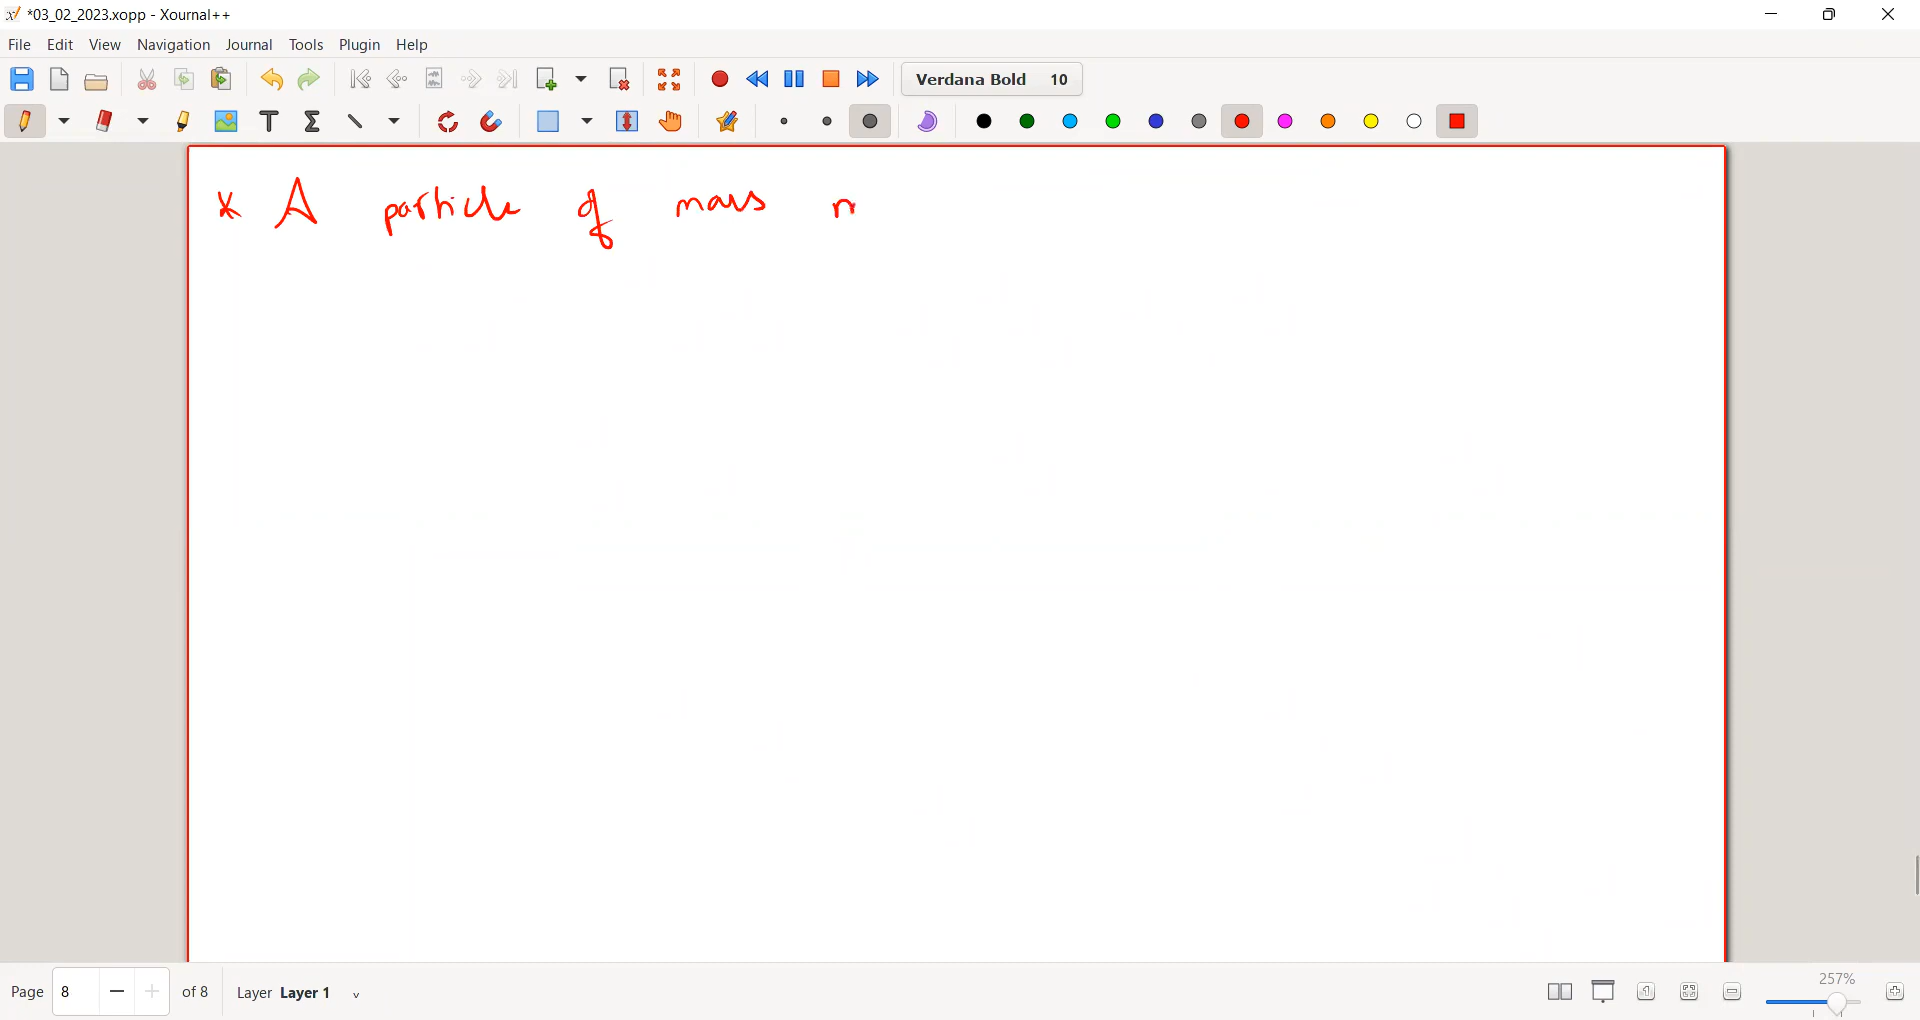 *03_02_2023.xopp - Xournal++
File Edit View Navigation Journal Tools Plugin Help
Verdana Bold 10
* A particle of mass n
257%
Page 8 of 8 Layer Layer 1